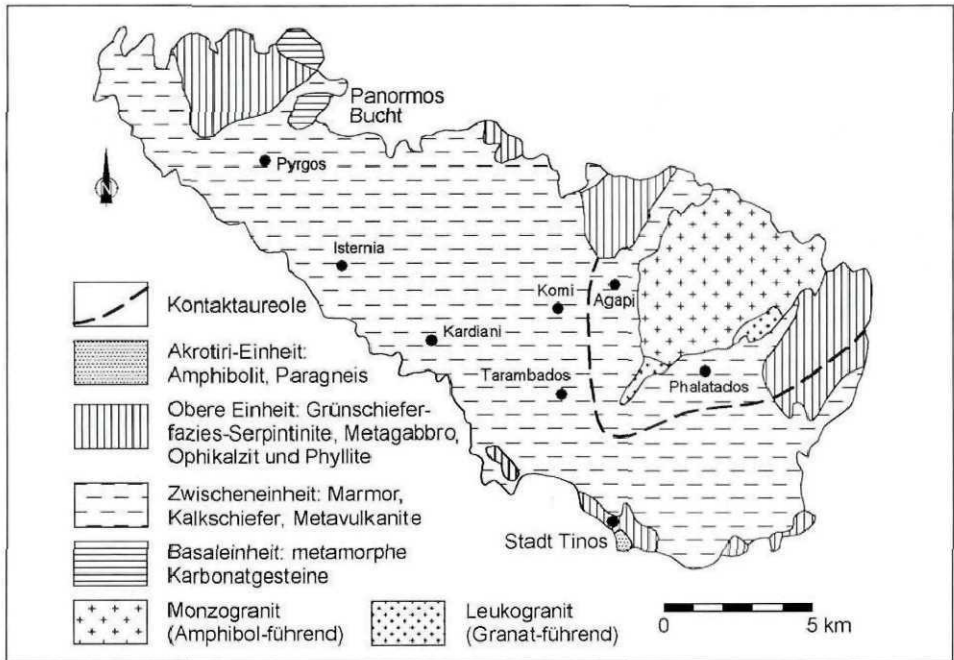 Panormos
Bucht
Pyrgos
N
Isternia
Komi
Agapi
Kardiani
Tarambados
Phalatados
Stadt Tinos
Kontaktaureole
Akrotiri-Einheit:
Amphibolit, Paragneis
Obere Einheit: Grünschiefer-
fazies-Serpintinite, Metagabbro,
Ophikalzit und Phyllite
Zwischeneinheit: Marmor,
Kalkschiefer, Metavulkanite
Basaleinheit: metamorphe
Karbonatgesteine
Monzogranit
(Amphibol-führend)
Leukogranit
(Granat-führend)
0 5 km